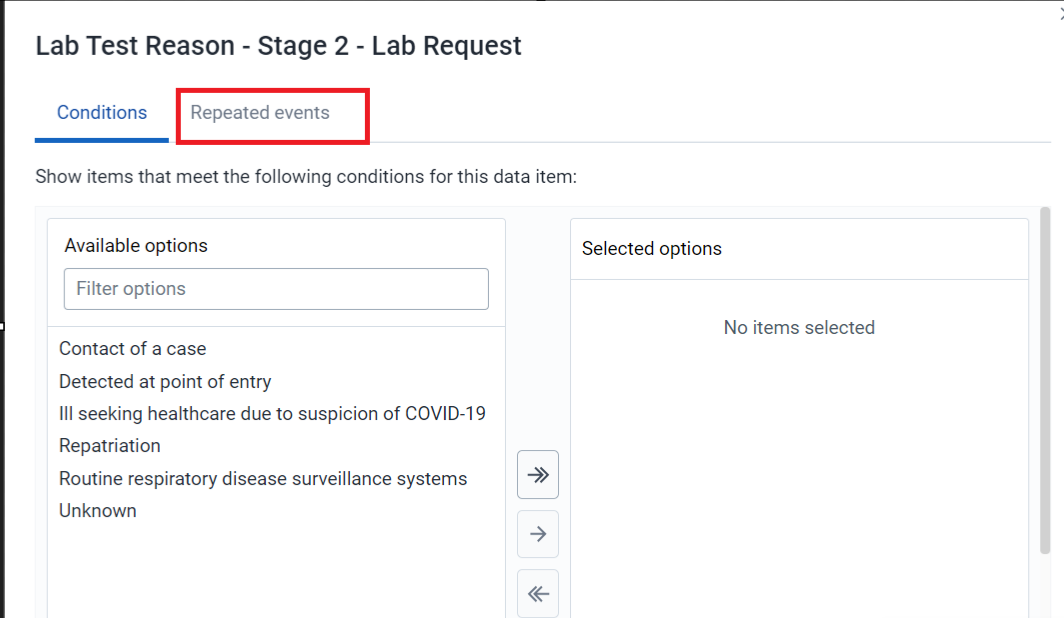 Lab Test Reason - Stage 2 - Lab Request
Conditions
Repeated events
Show items that meet the following conditions for this data item:
Available options
Filter options
Contact of a case
Detected at point of entry
Ill seeking healthcare due to suspicion of COVID-19
Repatriation
Routine respiratory disease surveillance systems
Unknown
Selected options
No items selected